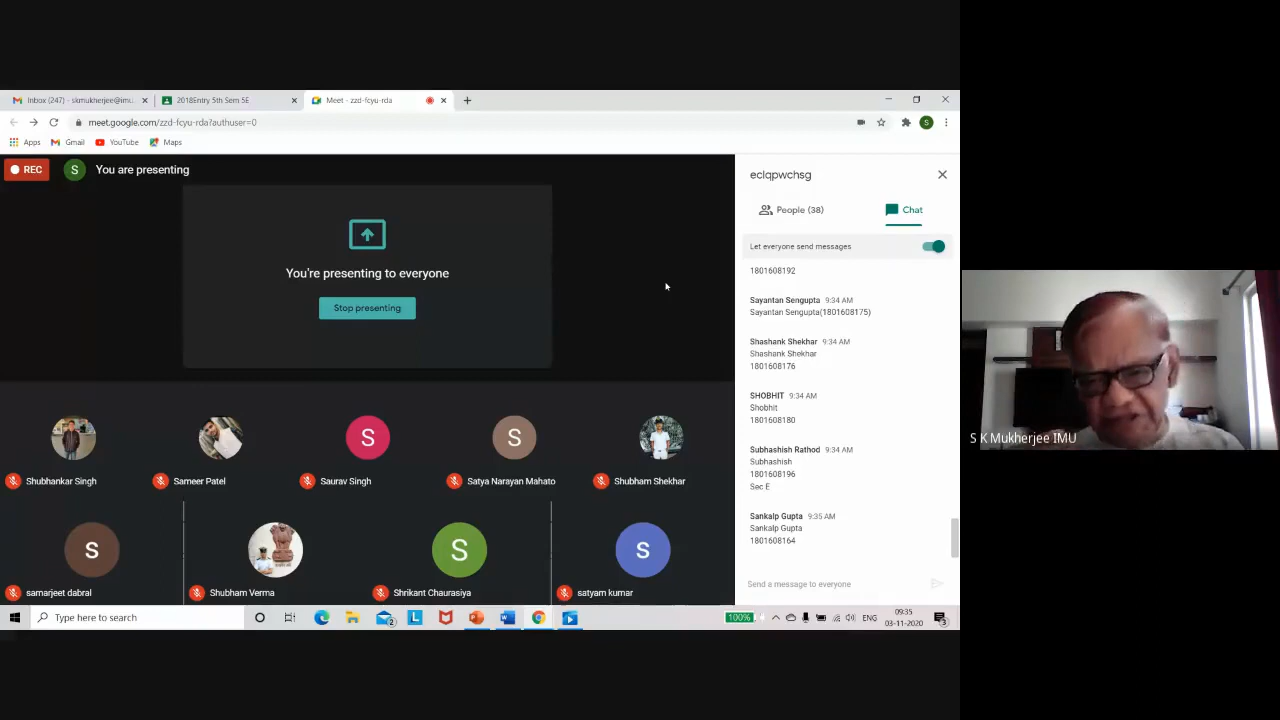 Inbox (247) - skmukherjee@imu.
2018Entry 5th Sem 5E
Meet - zzd-fcyu-rda
meet.google.com/zzd-fcyu-rda?authuser=0
S
Apps
Gmail
YouTube
Maps
REC
S
You are presenting
You're presenting to everyone
Stop presenting
Shubhankar Singh
Sameer Patel
S
Saurav Singh
S
Satya Narayan Mahato
Shubham Shekhar
s
samarjeet dabral
Shubham Verma
S
Shrikant Chaurasiya
s
satyam kumar
eclqpwchsg
People (38)
Chat
Let everyone send messages
1801608192
Sayantan Sengupta 9:34 AM
Sayantan Sengupta(1801608175)
Shashank Shekhar 9:34 AM
Shashank Shekhar
1801608176
SHOBHIT 9:34 AM
Shobhit
1801608180
Subhashish Rathod 9:34 AM
Subhashish
1801608196
Sec E
Sankalp Gupta 9:35 AM
Sankalp Gupta
1801608164
Send a message to everyone
S K Mukherjee IMU
Type here to search
100%
ENG
09:35
03-11-2020